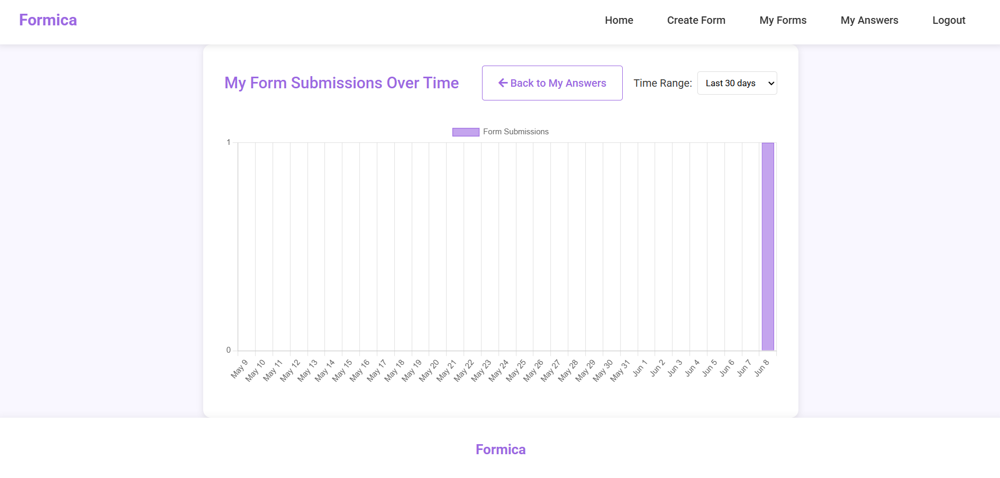 Formica
Home
Create Form
My Forms
My Answers
Logout
My Form Submissions Over Time
Back to My Answers
Time Range:
Last 30 days
Form Submissions
1
0
May 9
May 10
May 11
May 12
May 13
May 14
May 15
May 16
May 17
May 18
May 19
May 20
May 21
May 22
May 23
May 24
May 25
May 26
May 27
May 28
May 29
May 30
May 31
Jun 1
Jun 2
Jun 3
Jun 4
Jun 5
Jun 6
Jun 7
Jun 8
Formica